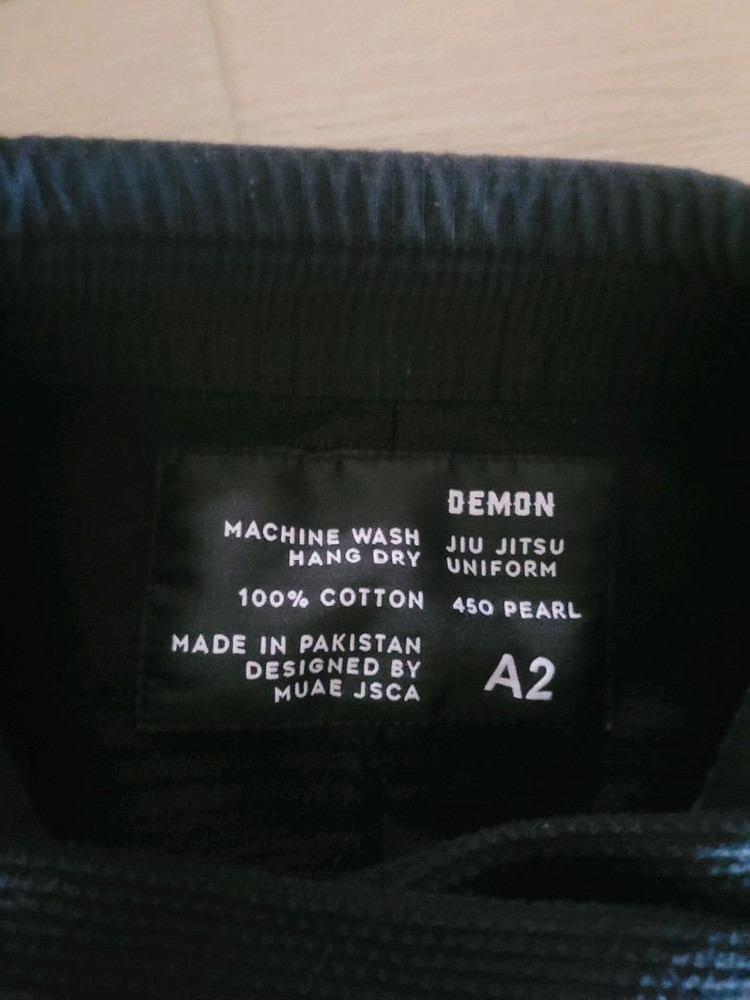 MACHINE WASH
HANG DRY
100% COTTON
MADE IN PAKISTAN
DESIGNED BY
MUAE JSCA
DEMON
JIU JITSU
UNIFORM
450 PEARL
A2